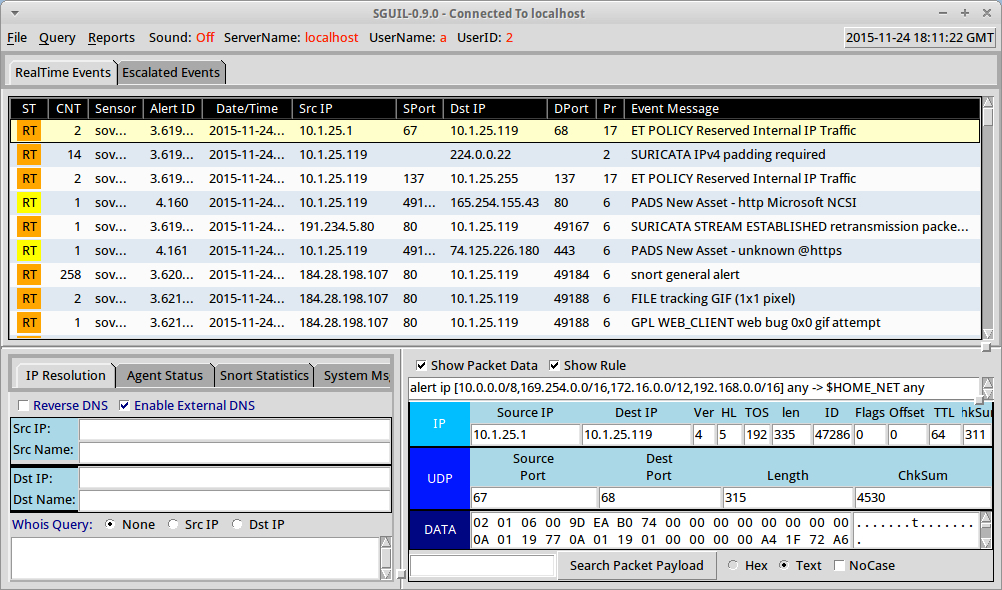 SGUIL-0.9.0 - Connected To localhost
File Query Reports Sound: Off ServerName: localhost UserName: a UserID: 2 2015-11-24 18:11:22 GMT
RealTime Events Escalated Events
ST CNT Sensor Alert ID Date/Time Src IP SPort Dst IP DPort Pr Event Message
RT 2 sov... 3.619... 2015-11-24... 10.1.25.1 67 10.1.25.119 68 17 ET POLICY Reserved Internal IP Traffic
RT 14 sov... 3.619... 2015-11-24... 10.1.25.119 224.0.0.22 2 SURICATA IPv4 padding required
RT 2 sov... 3.619... 2015-11-24... 10.1.25.119 137 10.1.25.255 137 17 ET POLICY Reserved Internal IP Traffic
RT 1 sov... 4.160 2015-11-24... 10.1.25.119 491... 165.254.155.43 80 6 PADS New Asset - http Microsoft NCSI
RT 1 sov... 3.619... 2015-11-24... 191.234.5.80 80 10.1.25.119 49167 6 SURICATA STREAM ESTABLISHED retransmission packe...
RT 1 sov... 4.161 2015-11-24... 10.1.25.119 491... 74.125.226.180 443 6 PADS New Asset - unknown @https
RT 258 sov... 3.620... 2015-11-24... 184.28.198.107 80 10.1.25.119 49184 6 snort general alert
RT 2 sov... 3.621... 2015-11-24... 184.28.198.107 80 10.1.25.119 49188 6 FILE tracking GIF (1x1 pixel)
RT 1 sov... 3.621... 2015-11-24... 184.28.198.107 80 10.1.25.119 49188 6 GPL WEB_CLIENT web bug 0x0 gif attempt
IP Resolution Agent Status Snort Statistics System Ms
Reverse DNS Enable External DNS
Src IP:
Src Name:
Dst IP:
Dst Name:
Whois Query: None Src IP Dst IP
Show Packet Data Show Rule
alert ip [10.0.0.0/8,169.254.0.0/16,172.16.0.0/12,192.168.0.0/16] any -> $HOME_NET any
IP
Source IP Dest IP Ver HL TOS len ID Flags Offset TTL hkSu
10.1.25.1 10.1.25.119 4 5 192 335 47286 0 0 64 311
UDP
Source Port Dest Port Length ChkSum
67 68 315 4530
DATA
02 01 06 00 9D EA B0 74 00 00 00 00 00 00 00 00 .......t.......
0A 01 19 77 0A 01 19 01 00 00 00 00 A4 1F 72 A6 .
Search Packet Payload Hex Text NoCase